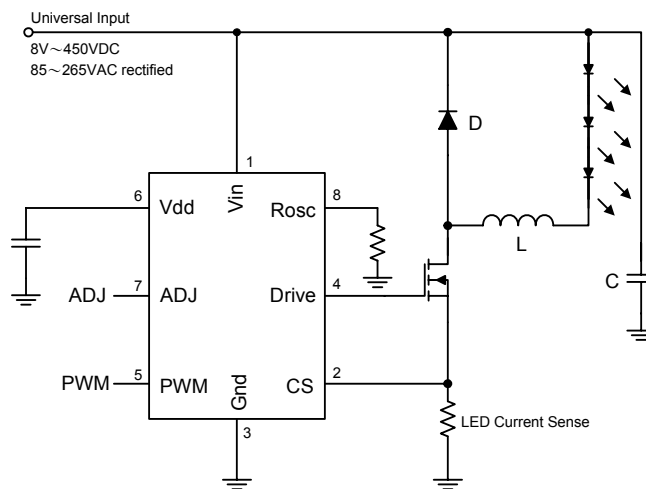 Universal Input
8V～450VDC
85～265VAC rectified
D
1
6
Vdd
Vin
Rosc
8
L
C
ADJ
7
ADJ
Drive
4
PWM
5
PWM
Gnd
CS
2
3
LED Current Sense